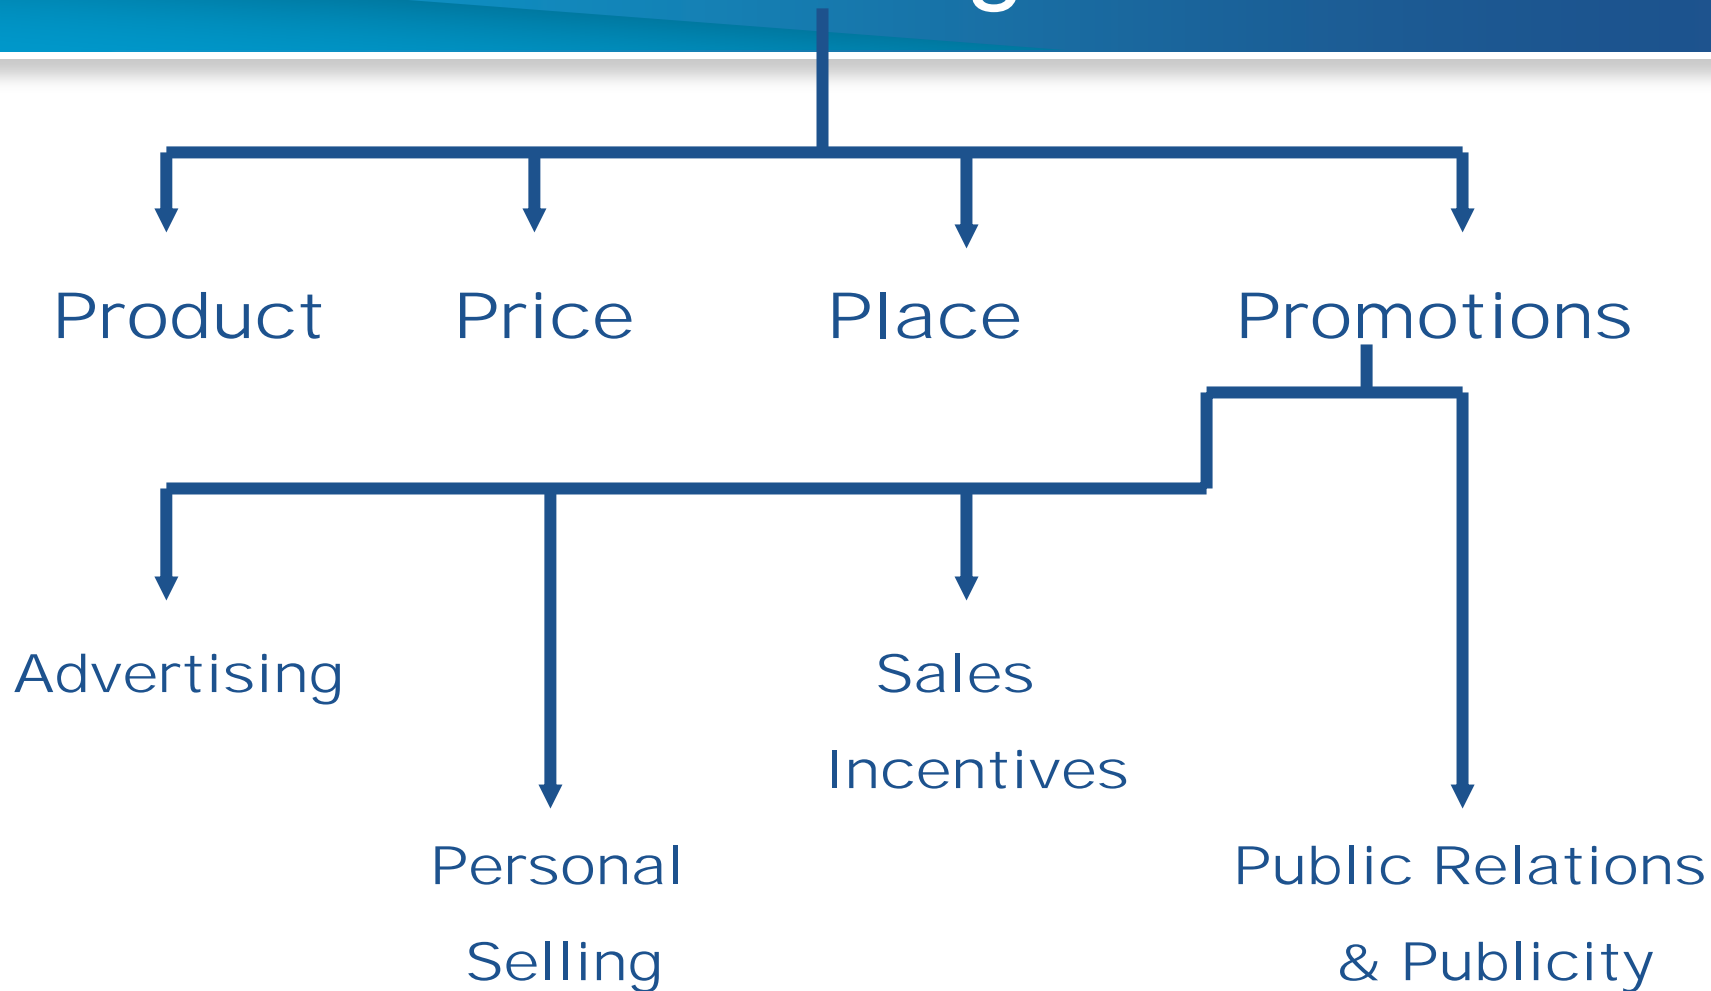 Product Price Place Promotions
Advertising
Sales
Incentives
Personal
Selling
Public Relations
& Publicity